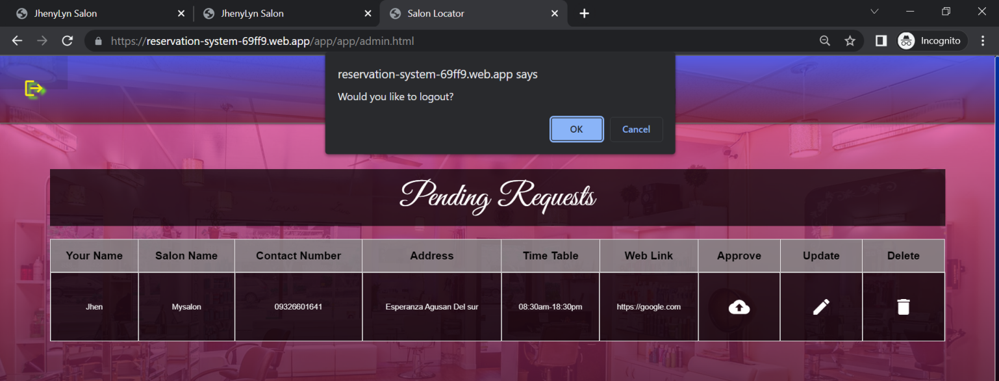 JhenyLyn Salon
JhenyLyn Salon
Salon Locator
https://reservation-system-69ff9.web.app/app/app/admin.html
Incognito
reservation-system-69ff9.web.app says
Would you like to logout?
OK
Cancel
Pending Requests
Your Name Salon Name Contact Number Address Time Table Web Link Approve Update Delete
Jhen Mysalon 09326601641 Esperanza Agusan Del sur 08:30am-18:30pm https://google.com